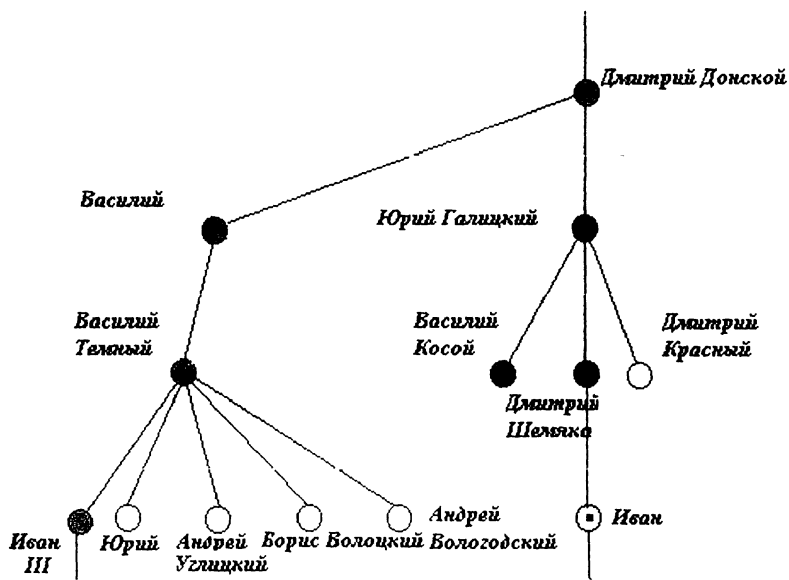 Дмитрий Донской
Василий
Юрий Галицкий
Василий
Темный
Василий
Косой
Дмитрий
Красный
Дмитрий
Шемяка
Иван
III
Юрий
Андрей
Углицкий
Борис Волоцкий
Андрей
Вологодский
Иван